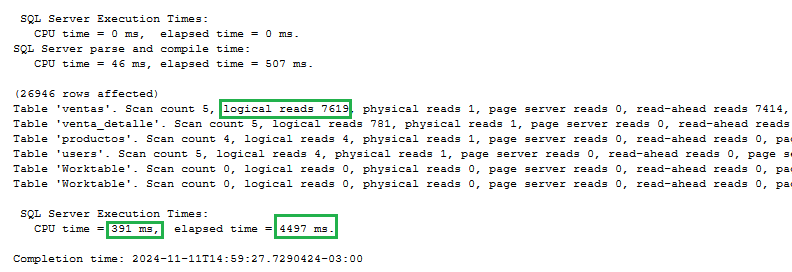 SQL Server Execution Times:
CPU time = 0 ms, elapsed time = 0 ms.
SQL Server parse and compile time:
CPU time = 46 ms, elapsed time = 507 ms.
(26946 rows affected)
Table 'ventas'. Scan count 5, logical reads 7619, physical reads 1, page server reads 0, read-ahead reads 7414,
Table 'venta_detalle'. Scan count 5, logical reads 781, physical reads 1, page server reads 0, read-ahead reads
Table 'productos'. Scan count 4, logical reads 4, physical reads 1, page server reads 0, read-ahead reads 0, pa
Table 'users'. Scan count 5, logical reads 4, physical reads 1, page server reads 0, read-ahead reads 0, page s
Table 'Worktable'. Scan count 0, logical reads 0, physical reads 0, page server reads 0, read-ahead reads 0, pa
Table 'Worktable'. Scan count 0, logical reads 0, physical reads 0, page server reads 0, read-ahead reads 0, pa
SQL Server Execution Times:
CPU time = 391 ms, elapsed time = 4497 ms.
Completion time: 2024-11-11T14:59:27.7290424-03:00